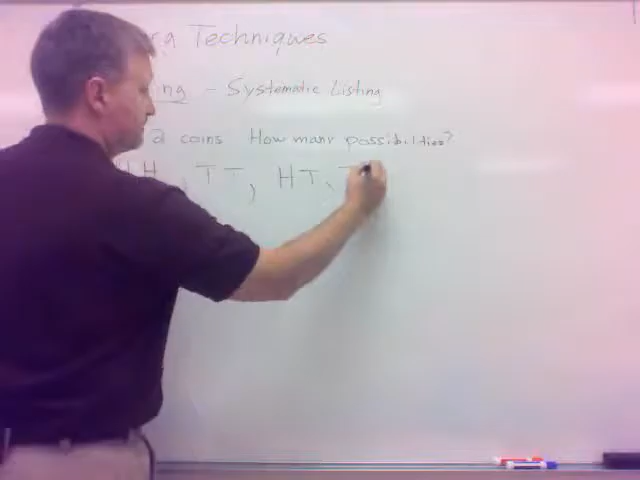 Techniques
- Systematic Listing
2 coins How many possibilities?
H, TT, HT, T